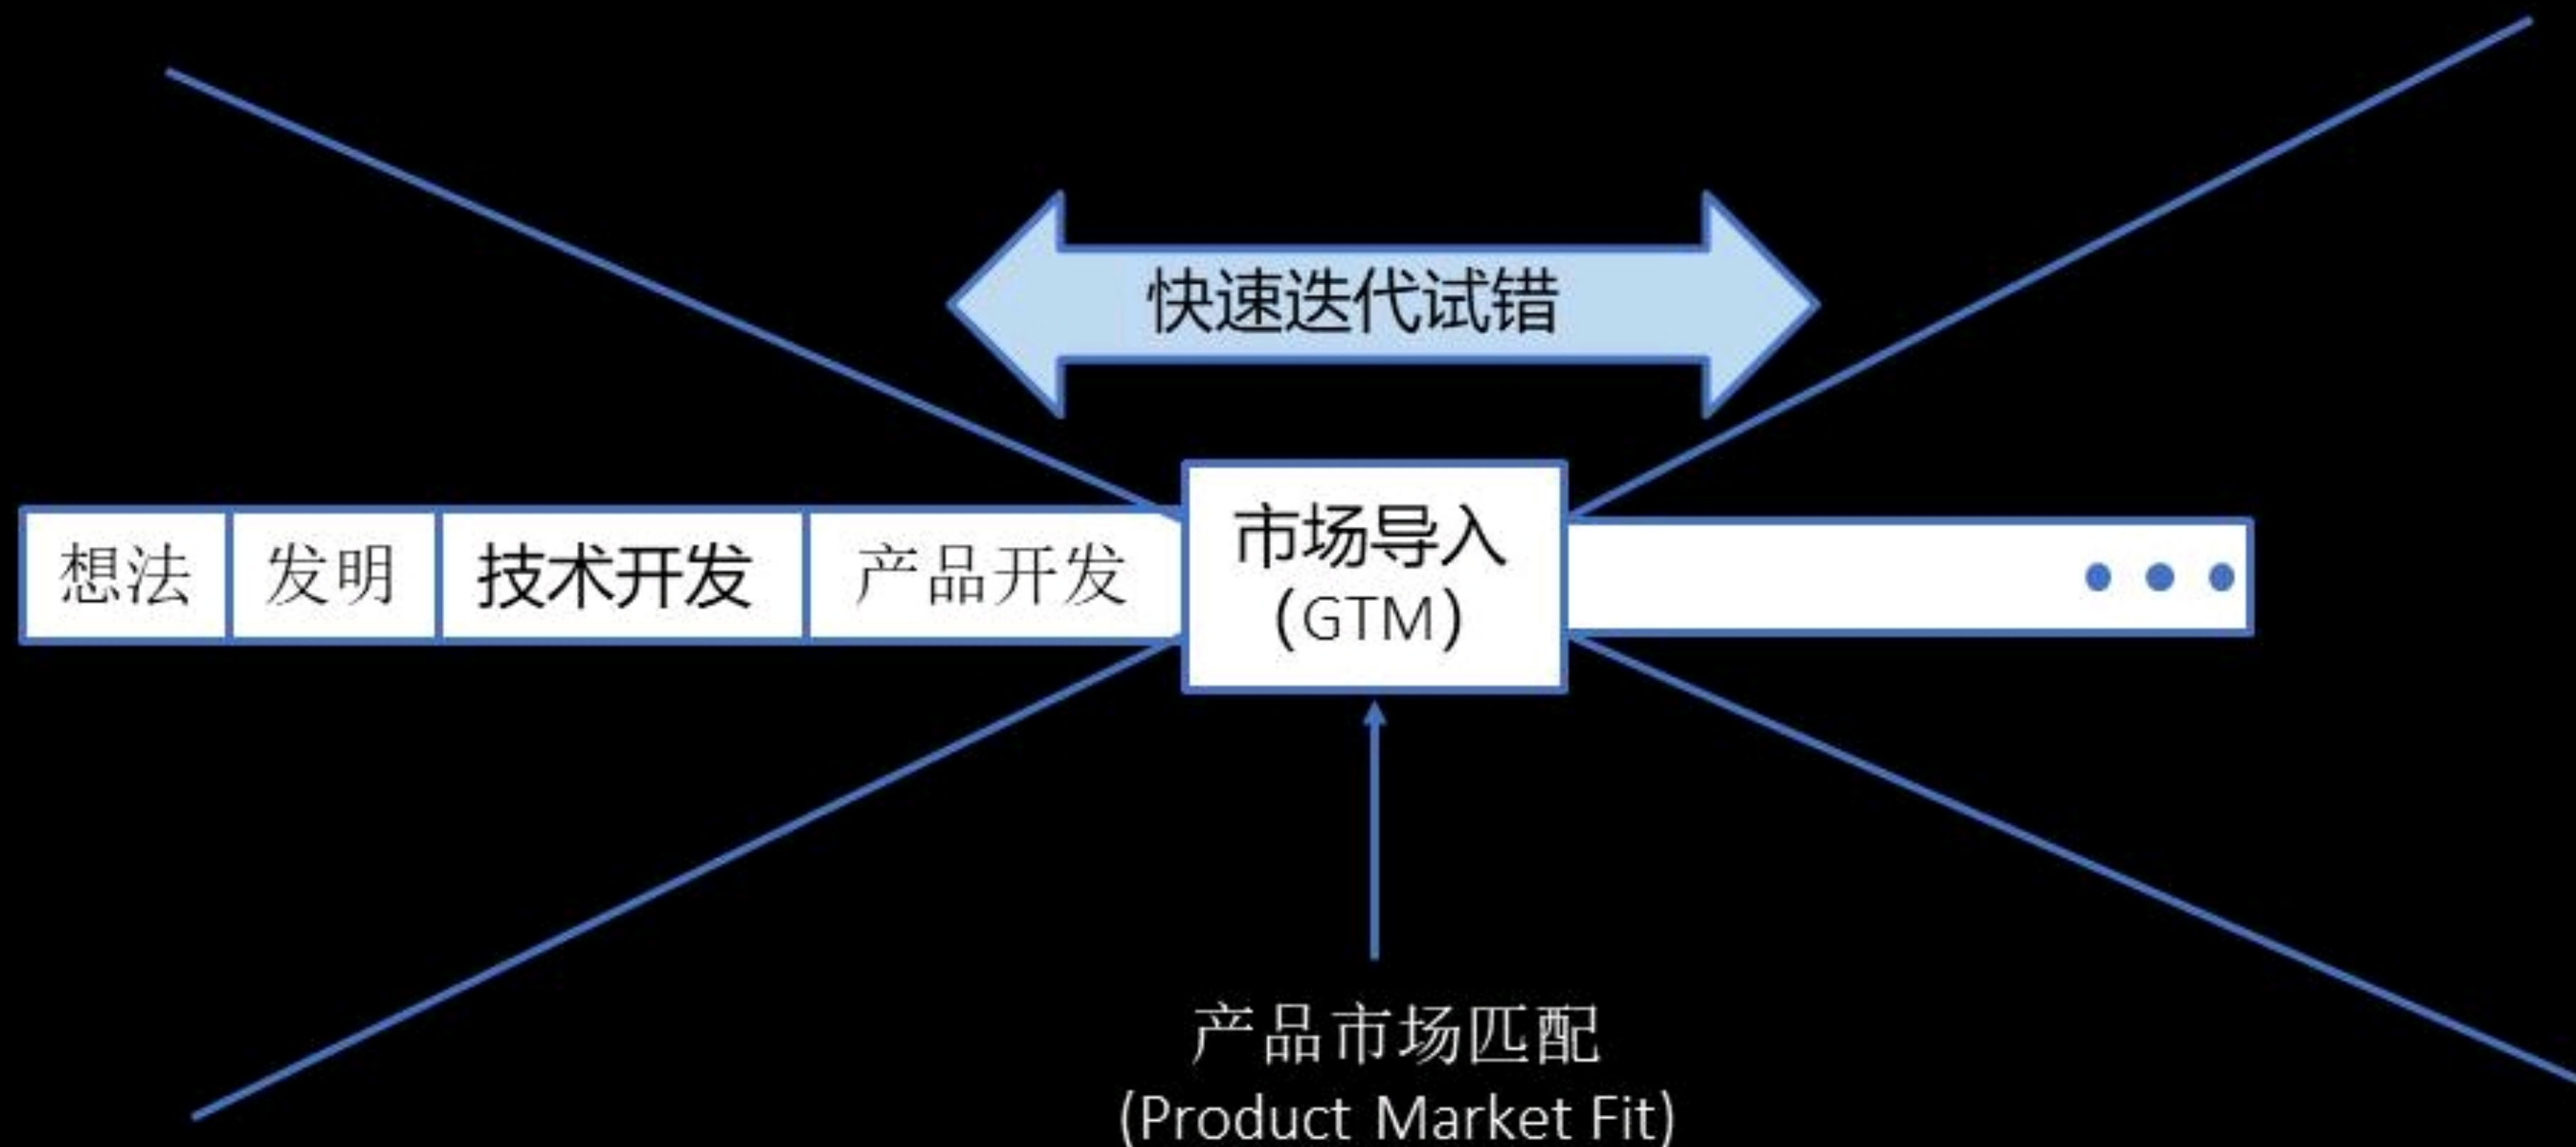 快速迭代试错
想法
发明
技术开发
产品开发
市场导入
(GTM)
产品市场匹配
(Product Market Fit)